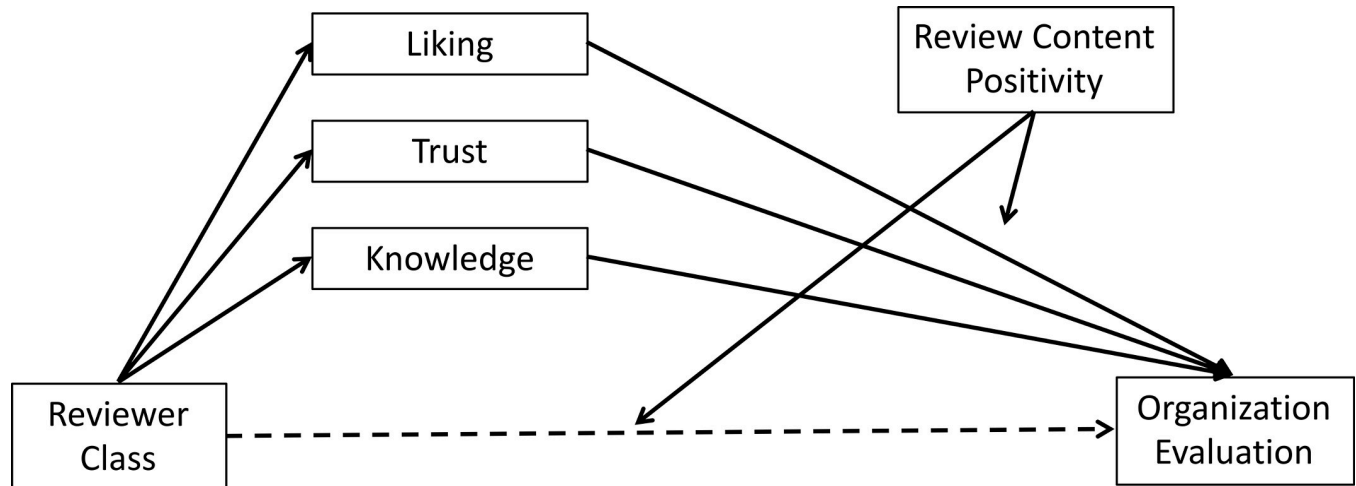 Liking
Review Content
Positivity
Trust
Knowledge
Reviewer
Class
Organization
Evaluation